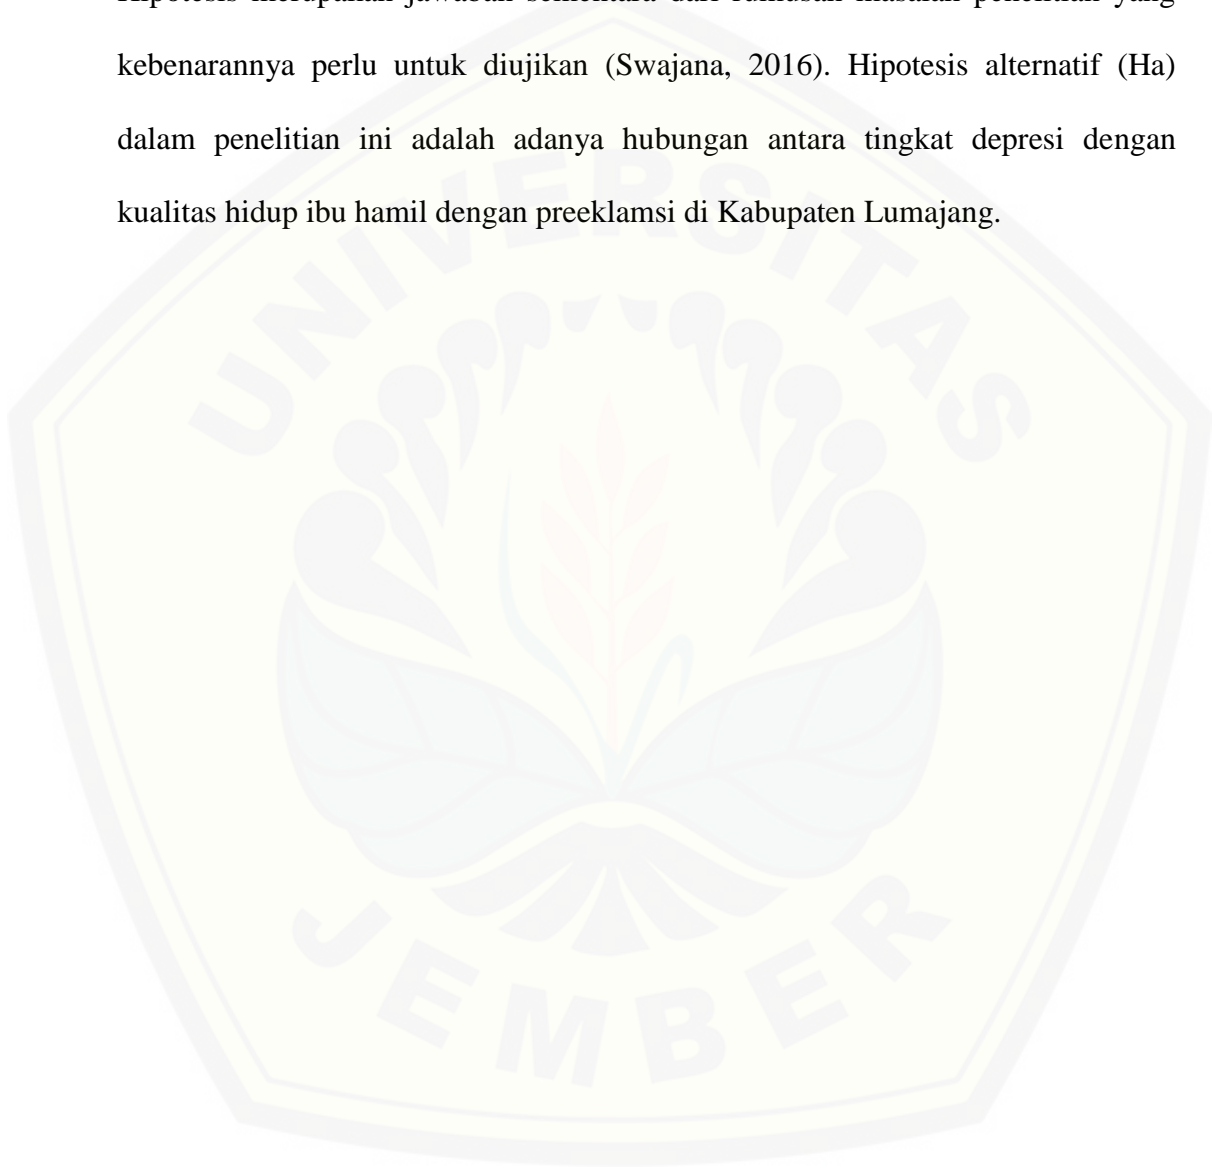 Hipotesis merupakan jawaban sementara dari rumusan masalah penelitian yang
kebenarannya perlu untuk diujikan (Swajana, 2016). Hipotesis alternatif (Ha)
dalam penelitian ini adalah adanya hubungan antara tingkat depresi dengan
kualitas hidup ibu hamil dengan preeklamsi di Kabupaten Lumajang.
UNIVERSITAS
JEMBER